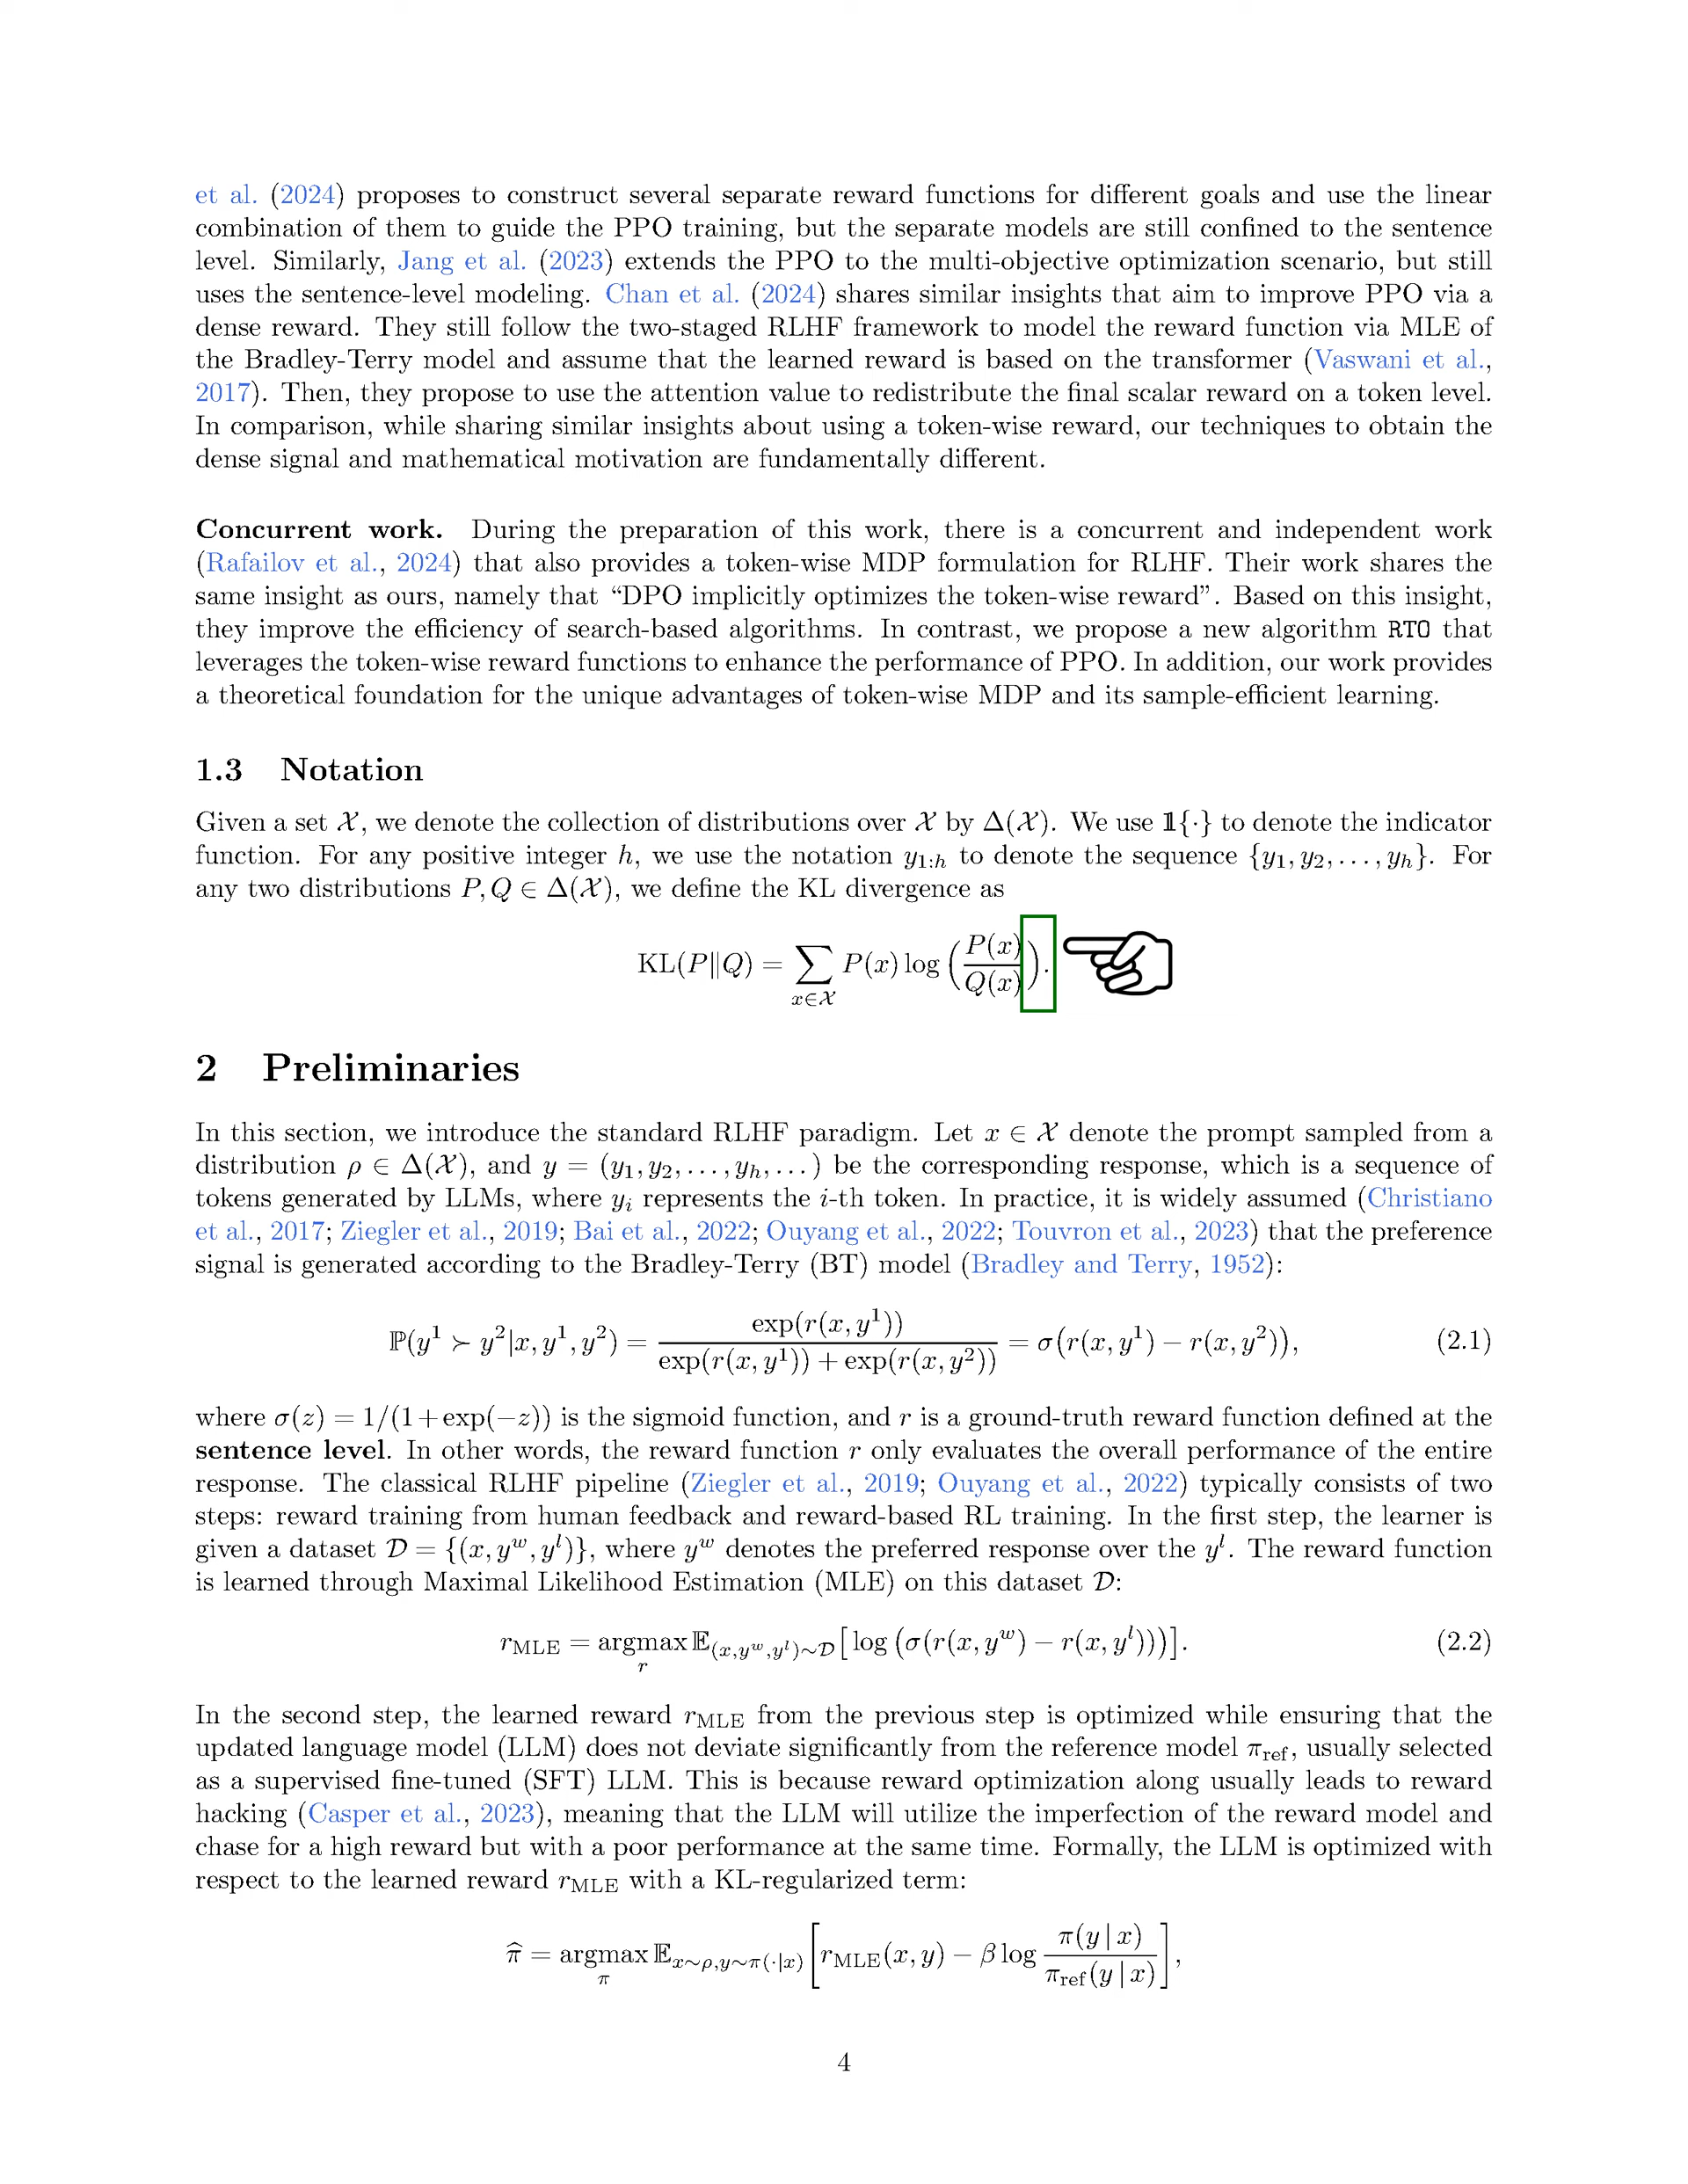 et al. (2024) proposes to construct several separate reward functions for different goals and use the linear
combination of them to guide the PPO training, but the separate models are still confined to the sentence
level. Similarly, Jang et al. (2023) extends the PPO to the multi-objective optimization scenario, but still
uses the sentence-level modeling. Chan et al. (2024) shares similar insights that aim to improve PPO via a
dense reward. They still follow the two-staged RLHF framework to model the reward function via MLE of
the Bradley-Terry model and assume that the learned reward is based on the transformer (Vaswani et al.,
2017). Then, they propose to use the attention value to redistribute the final scalar reward on a token level.
In comparison, while sharing similar insights about using a token-wise reward, our techniques to obtain the
dense signal and mathematical motivation are fundamentally different.
Concurrent work. During the preparation of this work, there is a concurrent and independent work
(Rafailov et al., 2024) that also provides a token-wise MDP formulation for RLHF. Their work shares the
same insight as ours, namely that “DPO implicitly optimizes the token-wise reward”. Based on this insight,
they improve the efficiency of search-based algorithms. In contrast, we propose a new algorithm RTO that
leverages the token-wise reward functions to enhance the performance of PPO. In addition, our work provides
a theoretical foundation for the unique advantages of token-wise MDP and its sample-efficient learning.
1.3 Notation
Given a set 𝒳, we denote the collection of distributions over 𝒳 by Δ(𝒳). We use 𝟙{·} to denote the indicator
function. For any positive integer h, we use the notation y_{1:h} to denote the sequence {y_1, y_2, . . . , y_h}. For
any two distributions P, Q ∈ Δ(𝒳), we define the KL divergence as
KL(P∥Q) = ∑_{x∈𝒳} P(x) log (P(x)/Q(x)).
2 Preliminaries
In this section, we introduce the standard RLHF paradigm. Let x ∈ 𝒳 denote the prompt sampled from a
distribution ρ ∈ Δ(𝒳), and y = (y_1, y_2, . . . , y_h, . . . ) be the corresponding response, which is a sequence of
tokens generated by LLMs, where y_i represents the i-th token. In practice, it is widely assumed (Christiano
et al., 2017; Ziegler et al., 2019; Bai et al., 2022; Ouyang et al., 2022; Touvron et al., 2023) that the preference
signal is generated according to the Bradley-Terry (BT) model (Bradley and Terry, 1952):
ℙ(y^1 ≻ y^2|x, y^1, y^2) = exp(r(x, y^1)) / (exp(r(x, y^1)) + exp(r(x, y^2))) = σ(r(x, y^1) − r(x, y^2)), (2.1)
where σ(z) = 1/(1+exp(−z)) is the sigmoid function, and r is a ground-truth reward function defined at the
sentence level. In other words, the reward function r only evaluates the overall performance of the entire
response. The classical RLHF pipeline (Ziegler et al., 2019; Ouyang et al., 2022) typically consists of two
steps: reward training from human feedback and reward-based RL training. In the first step, the learner is
given a dataset 𝒟 = {(x, y^w, y^l)}, where y^w denotes the preferred response over the y^l. The reward function
is learned through Maximal Likelihood Estimation (MLE) on this dataset 𝒟:
r_MLE = argmax_r 𝔼_{(x,y^w,y^l)∼𝒟}[log (σ(r(x, y^w) − r(x, y^l)))]. (2.2)
In the second step, the learned reward r_MLE from the previous step is optimized while ensuring that the
updated language model (LLM) does not deviate significantly from the reference model π_ref, usually selected
as a supervised fine-tuned (SFT) LLM. This is because reward optimization along usually leads to reward
hacking (Casper et al., 2023), meaning that the LLM will utilize the imperfection of the reward model and
chase for a high reward but with a poor performance at the same time. Formally, the LLM is optimized with
respect to the learned reward r_MLE with a KL-regularized term:
π̂ = argmax_π 𝔼_{x∼ρ,y∼π(·|x)}[r_MLE(x, y) − β log π(y | x)/π_ref(y | x)],
4